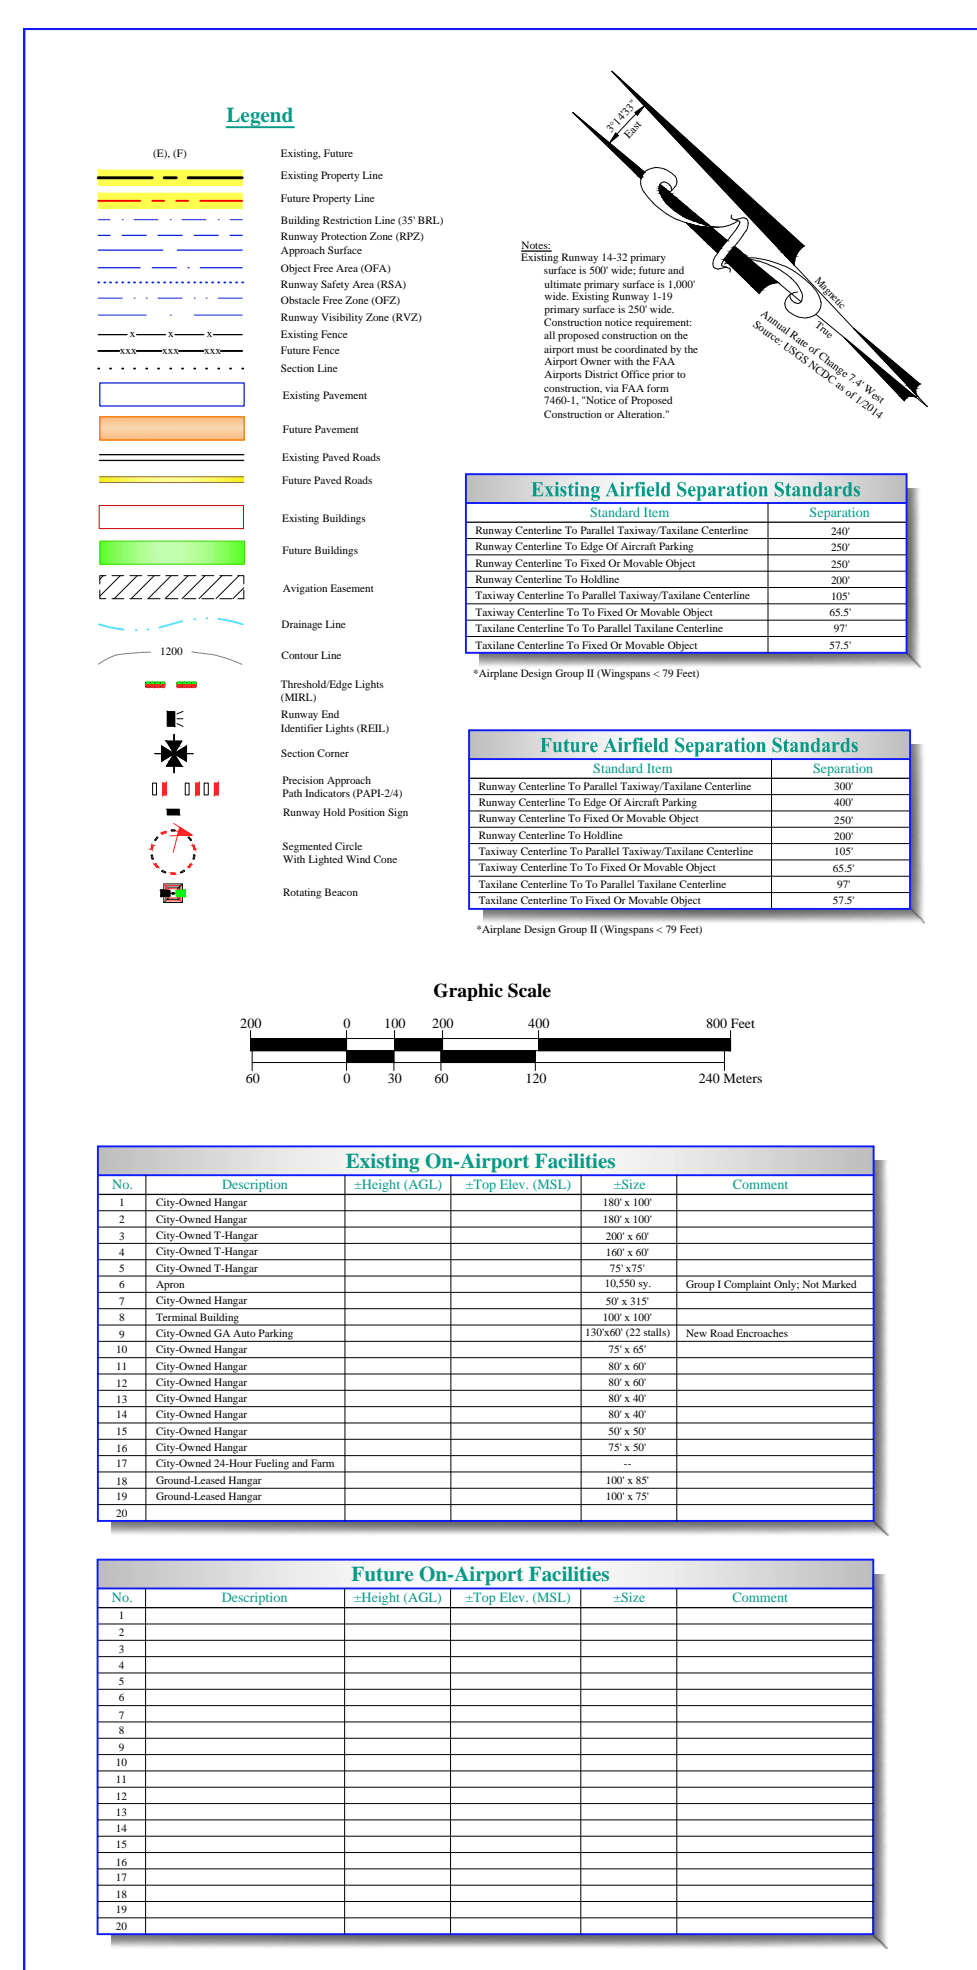 Legend
(E), (F) Existing, Future
Existing Property Line
Future Property Line
Building Restriction Line (35' BRL)
Runway Protection Zone (RPZ)
Approach Surface
Object Free Area (OFA)
Runway Safety Area (RSA)
Obstacle Free Zone (OFZ)
Runway Visibility Zone (RVZ)
x x x Existing Fence
xxx xxx xxx Future Fence
Section Line
Existing Pavement
Future Pavement
Existing Paved Roads
Future Paved Roads
Existing Buildings
Future Buildings
Avigation Easement
Drainage Line
1200 Contour Line
Threshold/Edge Lights
(MIRL)
Runway End
Identifier Lights (REIL)
Section Corner
Precision Approach
Path Indicators (PAPI-2/4)
Runway Hold Position Sign
Segmented Circle
With Lighted Wind Cone
Rotating Beacon
3°14'33"
East
Magnetic
True
Annual Rate of Change 7.4' West
Source: USGS NCDC as of 1/2014
Notes:
Existing Runway 14-32 primary
surface is 500' wide; future and
ultimate primary surface is 1,000'
wide. Existing Runway 1-19
primary surface is 250' wide.
Construction notice requirement:
all proposed construction on the
airport must be coordinated by the
Airport Owner with the FAA
Airports District Office prior to
construction, via FAA form
7460-1, "Notice of Proposed
Construction or Alteration."
Existing Airfield Separation Standards
Standard Item Separation
Runway Centerline To Parallel Taxiway/Taxilane Centerline 240'
Runway Centerline To Edge Of Aircraft Parking 250'
Runway Centerline To Fixed Or Movable Object 250'
Runway Centerline To Holdline 200'
Taxiway Centerline To Parallel Taxiway/Taxilane Centerline 105'
Taxiway Centerline To To Fixed Or Movable Object 65.5'
Taxilane Centerline To To Parallel Taxilane Centerline 97'
Taxilane Centerline To Fixed Or Movable Object 57.5'
*Airplane Design Group II (Wingspans < 79 Feet)
Future Airfield Separation Standards
Standard Item Separation
Runway Centerline To Parallel Taxiway/Taxilane Centerline 300'
Runway Centerline To Edge Of Aircraft Parking 400'
Runway Centerline To Fixed Or Movable Object 250'
Runway Centerline To Holdline 200'
Taxiway Centerline To Parallel Taxiway/Taxilane Centerline 105'
Taxiway Centerline To To Fixed Or Movable Object 65.5'
Taxilane Centerline To To Parallel Taxilane Centerline 97'
Taxilane Centerline To Fixed Or Movable Object 57.5'
*Airplane Design Group II (Wingspans < 79 Feet)
Graphic Scale
200 0 100 200 400 800 Feet
60 0 30 60 120 240 Meters
Existing On-Airport Facilities
No. Description ±Height (AGL) ±Top Elev. (MSL) ±Size Comment
1 City-Owned Hangar 180' x 100'
2 City-Owned Hangar 180' x 100'
3 City-Owned T-Hangar 200' x 60'
4 City-Owned T-Hangar 160' x 60'
5 City-Owned T-Hangar 75' x75'
6 Apron 10,550 sy. Group I Complaint Only; Not Marked
7 City-Owned Hangar 50' x 315'
8 Terminal Building 100' x 100'
9 City-Owned GA Auto Parking 130'x60' (22 stalls) New Road Encroaches
10 City-Owned Hangar 75' x 65'
11 City-Owned Hangar 80' x 60'
12 City-Owned Hangar 80' x 60'
13 City-Owned Hangar 80' x 40'
14 City-Owned Hangar 80' x 40'
15 City-Owned Hangar 50' x 50'
16 City-Owned Hangar 75' x 50'
17 City-Owned 24-Hour Fueling and Farm --
18 Ground-Leased Hangar 100' x 85'
19 Ground-Leased Hangar 100' x 75'
20
Future On-Airport Facilities
No. Description ±Height (AGL) ±Top Elev. (MSL) ±Size Comment
1
2
3
4
5
6
7
8
9
10
11
12
13
14
15
16
17
18
19
20